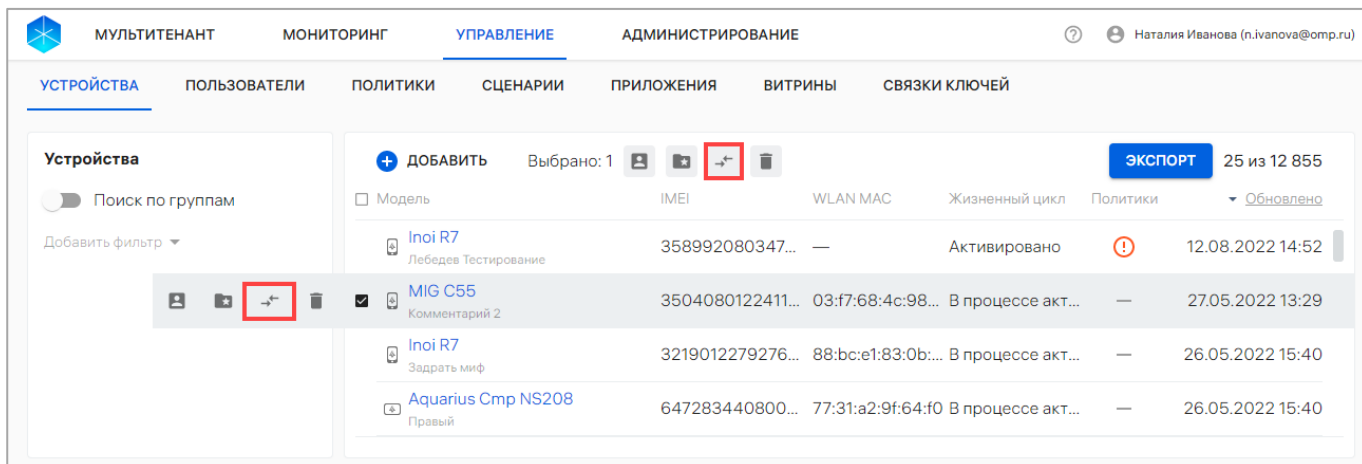 МУЛЬТИТЕНАНТ МОНИТОРИНГ УПРАВЛЕНИЕ АДМИНИСТРИРОВАНИЕ Наталия Иванова (n.ivanova@omp.ru)
УСТРОЙСТВА ПОЛЬЗОВАТЕЛИ ПОЛИТИКИ СЦЕНАРИИ ПРИЛОЖЕНИЯ ВИТРИНЫ СВЯЗКИ КЛЮЧЕЙ
Устройства
Поиск по группам
Добавить фильтр
ДОБАВИТЬ Выбрано: 1 ЭКСПОРТ 25 из 12 855
Модель IMEI WLAN MAC Жизненный цикл Политики Обновлено
Inoi R7 358992080347... — Активировано 12.08.2022 14:52
Лебедев Тестирование
MIG C55 3504080122411... 03:f7:68:4c:98... В процессе акт... — 27.05.2022 13:29
Комментарий 2
Inoi R7 3219012279276... 88:bc:e1:83:0b:... В процессе акт... — 26.05.2022 15:40
Задрать миф
Aquarius Cmp NS208 647283440800... 77:31:a2:9f:64:f0 В процессе акт... — 26.05.2022 15:40
Правый